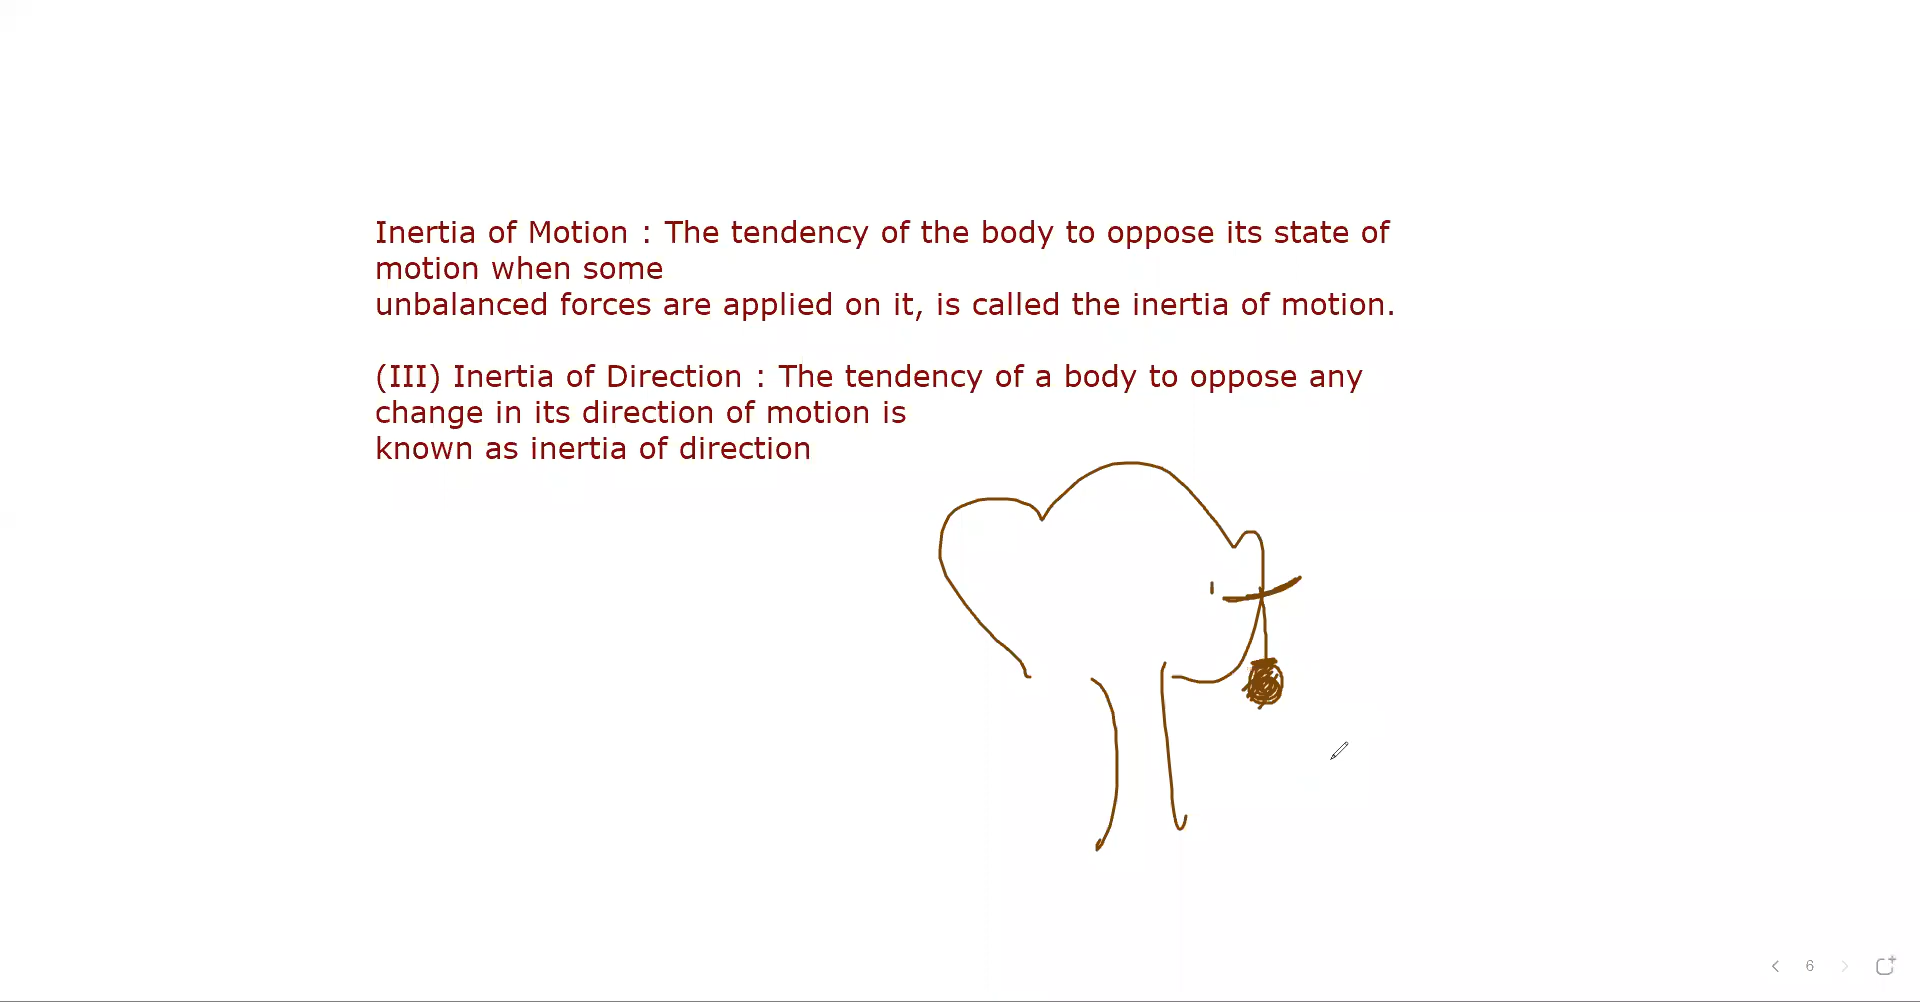 Inertia of Motion : The tendency of the body to oppose its state of
motion when some
unbalanced forces are applied on it, is called the inertia of motion.
(III) Inertia of Direction : The tendency of a body to oppose any
change in its direction of motion is
known as inertia of direction
6